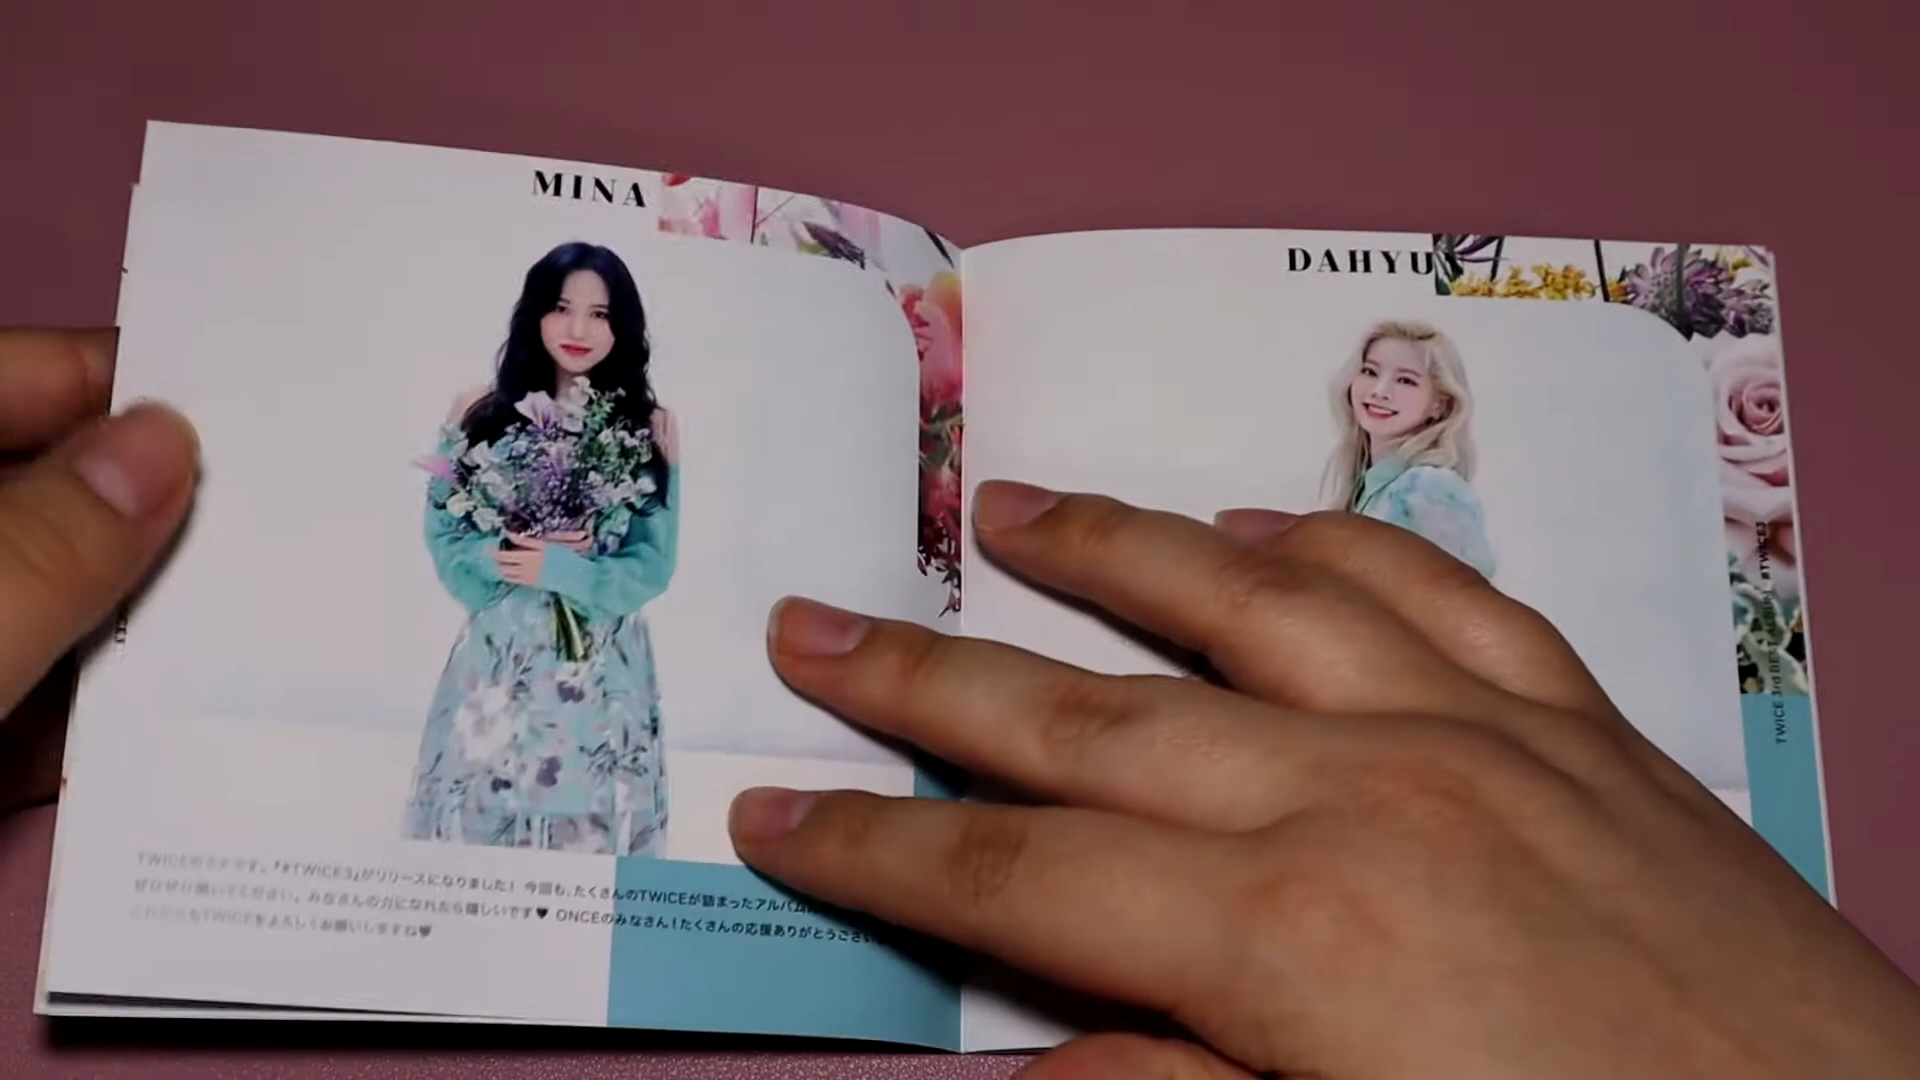 MINA
DAHYU
TWICEのミナです。『#TWICE3』がリリースになりました！ 今回も、たくさんのTWICEが詰まったアルバム
ぜひぜひ聴いてください。みなさんの力になれたら嬉しいです♥ ONCEのみなさん！たくさんの応援ありがとうござい
もTWICEをよろしくお願いしますね♥
TWICE 3rd BEST ALBUM 『#TWICE3